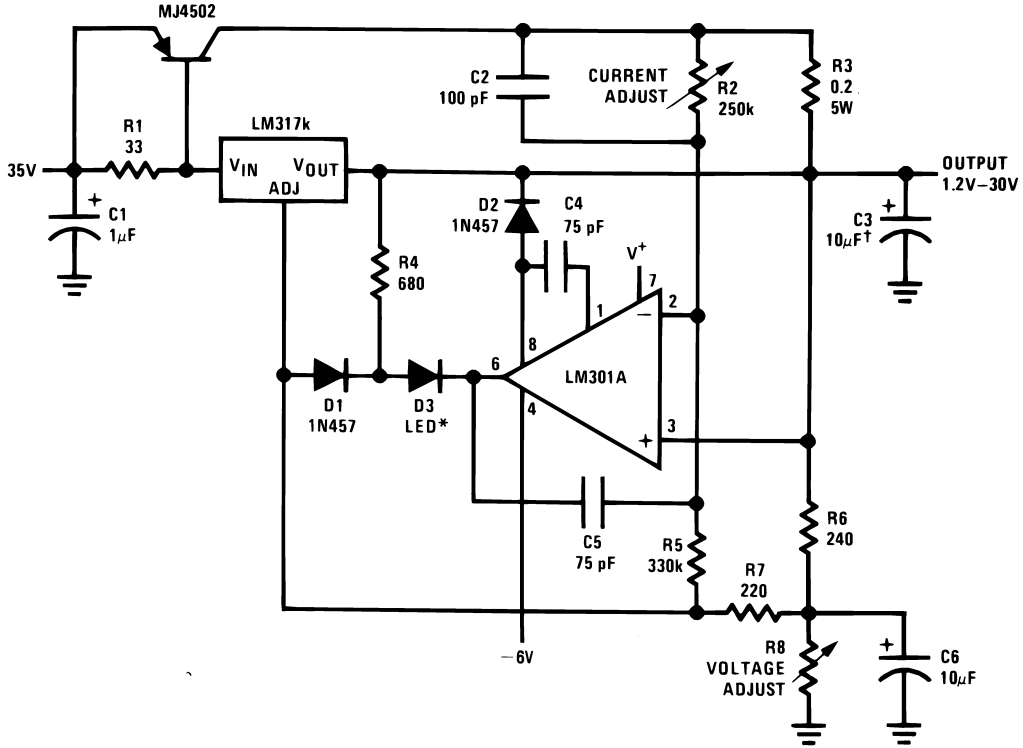 MJ4502
C2
100 pF
CURRENT
ADJUST
R2
250k
R3
0.2
5W
R1
33
LM317k
35V
VIN
VOUT
ADJ
OUTPUT
1.2V–30V
+
C1
1μF
D2
1N457
C4
75 pF
+
C3
10μF†
R4
680
V+
7
1
2
−
8
6
LM301A
D1
1N457
D3
LED*
4
+
3
C5
75 pF
R5
330k
R6
240
R7
220
−6V
R8
VOLTAGE
ADJUST
+
C6
10μF